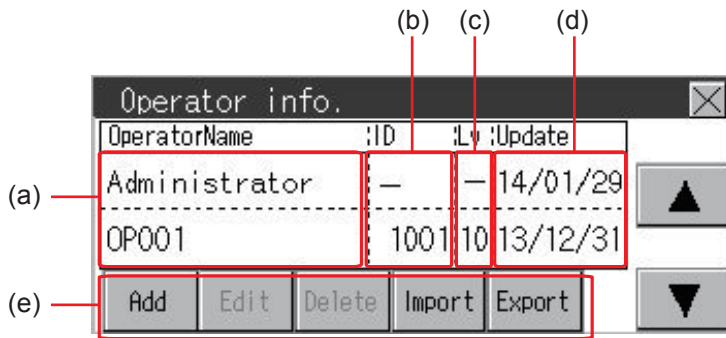 (b) (c) (d)
Operator info.
OperatorName ID Lv Update
(a)
Administrator — — 14/01/29
OP001 1001 10 13/12/31
(e)
Add Edit Delete Import Export